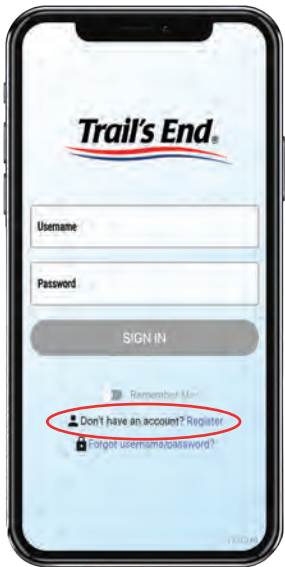 Trail's End®
Username
Password
SIGN IN
Remember Me
Don't have an account? Register
Forgot username/password?